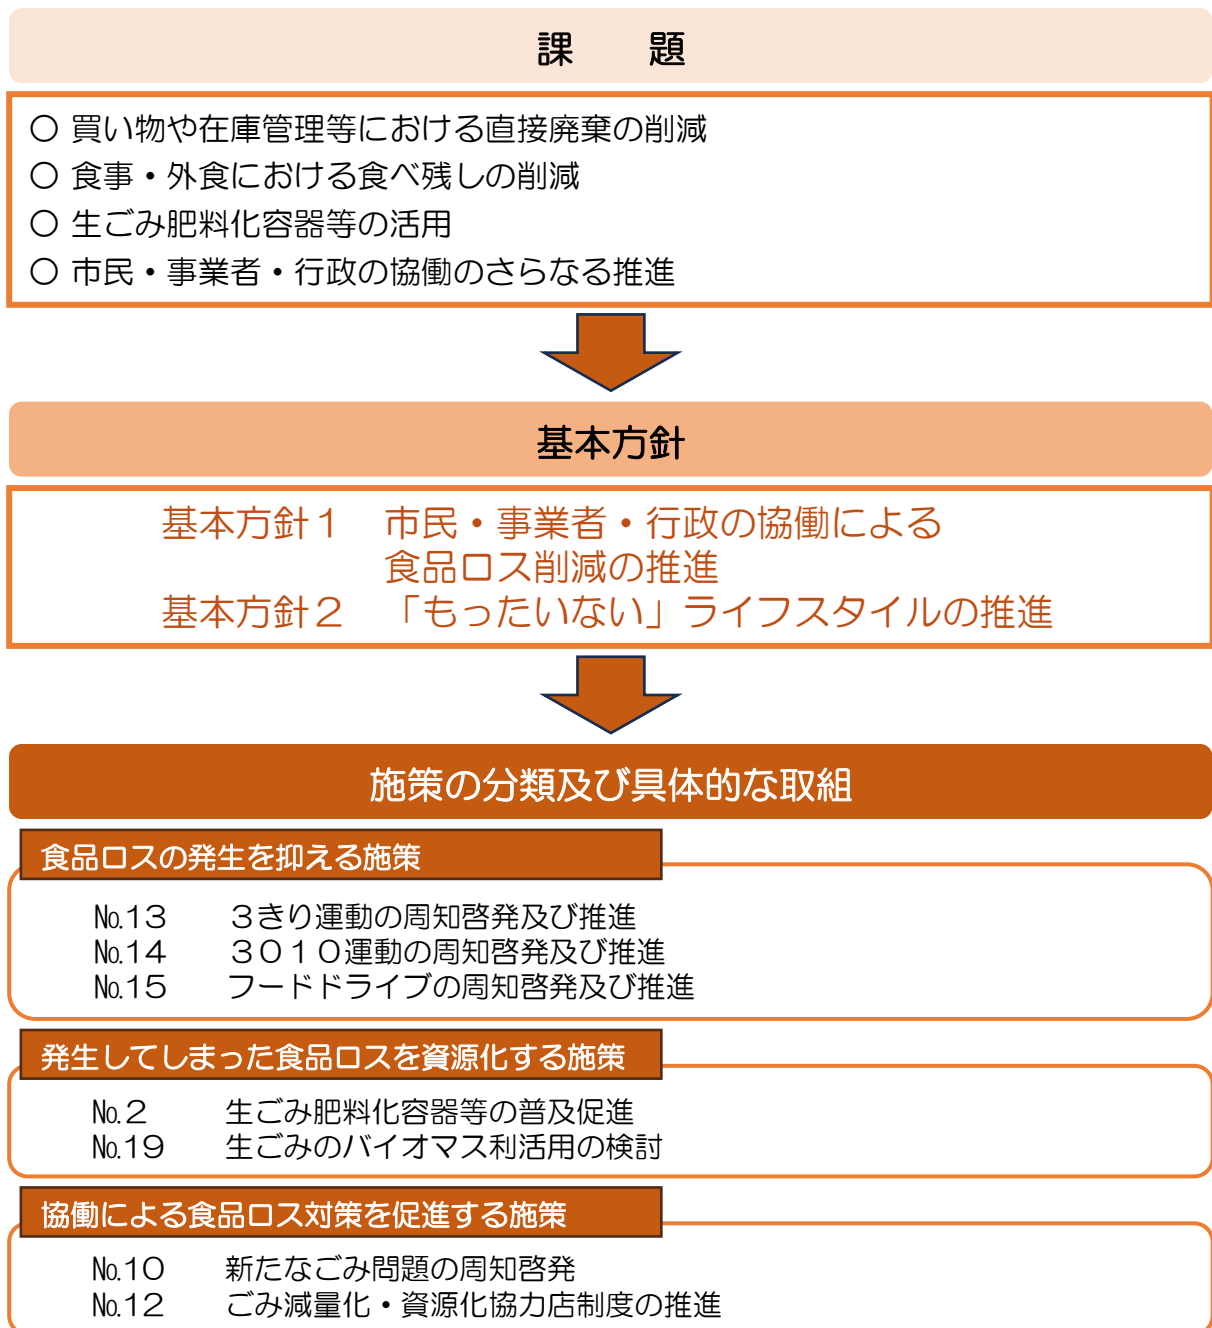 課　題
〇 買い物や在庫管理等における直接廃棄の削減
〇 食事・外食における食べ残しの削減
〇 生ごみ肥料化容器等の活用
〇 市民・事業者・行政の協働のさらなる推進
基本方針
基本方針１　市民・事業者・行政の協働による
食品ロス削減の推進
基本方針２　「もったいない」ライフスタイルの推進
施策の分類及び具体的な取組
食品ロスの発生を抑える施策
№13　３きり運動の周知啓発及び推進
№14　３０１０運動の周知啓発及び推進
№15　フードドライブの周知啓発及び推進
発生してしまった食品ロスを資源化する施策
№２　生ごみ肥料化容器等の普及促進
№19　生ごみのバイオマス利活用の検討
協働による食品ロス対策を促進する施策
№10　新たなごみ問題の周知啓発
№12　ごみ減量化・資源化協力店制度の推進